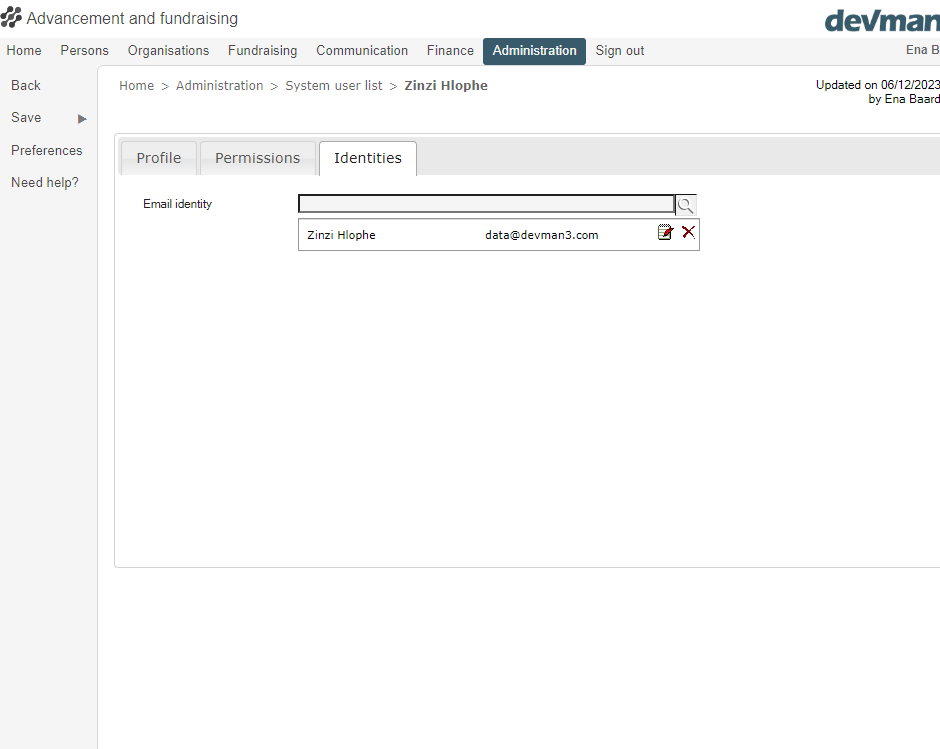 Advancement and fundraising
devman
Home Persons Organisations Fundraising Communication Finance Administration Sign out Ena B
Back
Save
Preferences
Need help?
Home > Administration > System user list > Zinzi Hlophe
Updated on 06/12/2023
by Ena Baard
Profile Permissions Identities
Email identity
Zinzi Hlophe data@devman3.com